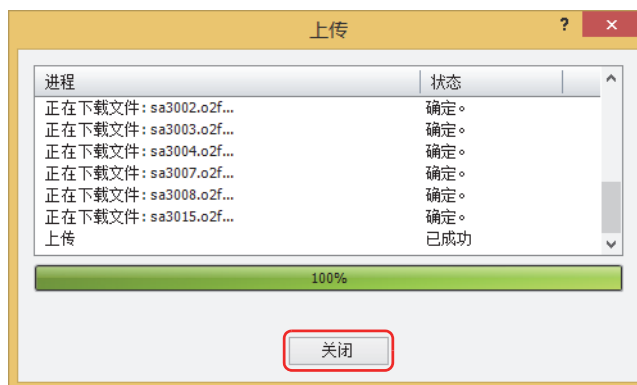 上传
? ×
进程 状态
正在下载文件: sa3002.o2f... 确定。
正在下载文件: sa3003.o2f... 确定。
正在下载文件: sa3004.o2f... 确定。
正在下载文件: sa3007.o2f... 确定。
正在下载文件: sa3008.o2f... 确定。
正在下载文件: sa3015.o2f... 确定。
上传 已成功
100%
关闭